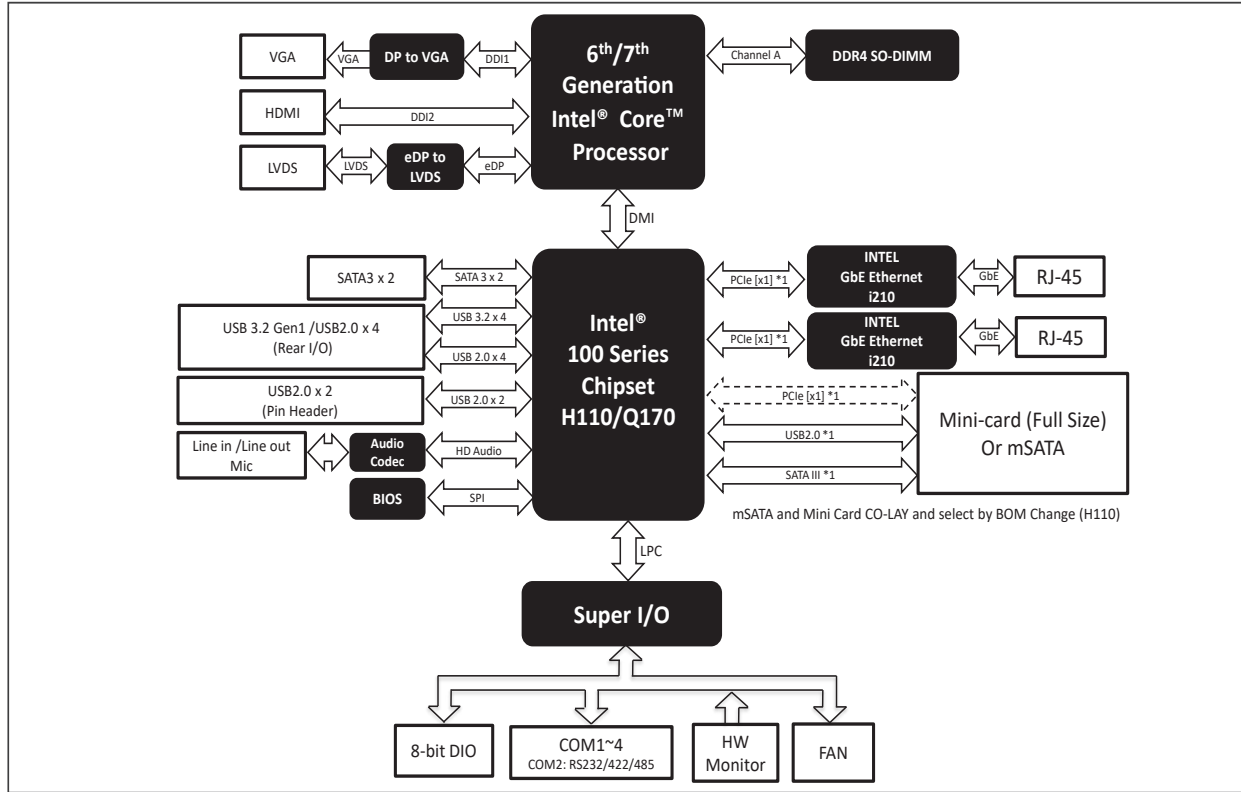 VGA
VGA
DP to VGA
DDI1
6th/7th
Generation
Intel® Core™
Processor
Channel A
DDR4 SO-DIMM
HDMI
DDI2
LVDS
LVDS
eDP to
LVDS
eDP
DMI
SATA3 x 2
SATA 3 x 2
USB 3.2 Gen1 /USB2.0 x 4
(Rear I/O)
USB 3.2 x 4
USB 2.0 x 4
USB2.0 x 2
(Pin Header)
USB 2.0 x 2
Line in /Line out
Mic
Audio
Codec
HD Audio
BIOS
SPI
Intel®
100 Series
Chipset
H110/Q170
PCIe [x1] *1
INTEL
GbE Ethernet
i210
GbE
RJ-45
PCIe [x1] *1
INTEL
GbE Ethernet
i210
GbE
RJ-45
PCIe [x1] *1
USB2.0 *1
SATA III *1
Mini-card (Full Size)
Or mSATA
mSATA and Mini Card CO-LAY and select by BOM Change (H110)
LPC
Super I/O
8-bit DIO
COM1~4
COM2: RS232/422/485
HW
Monitor
FAN